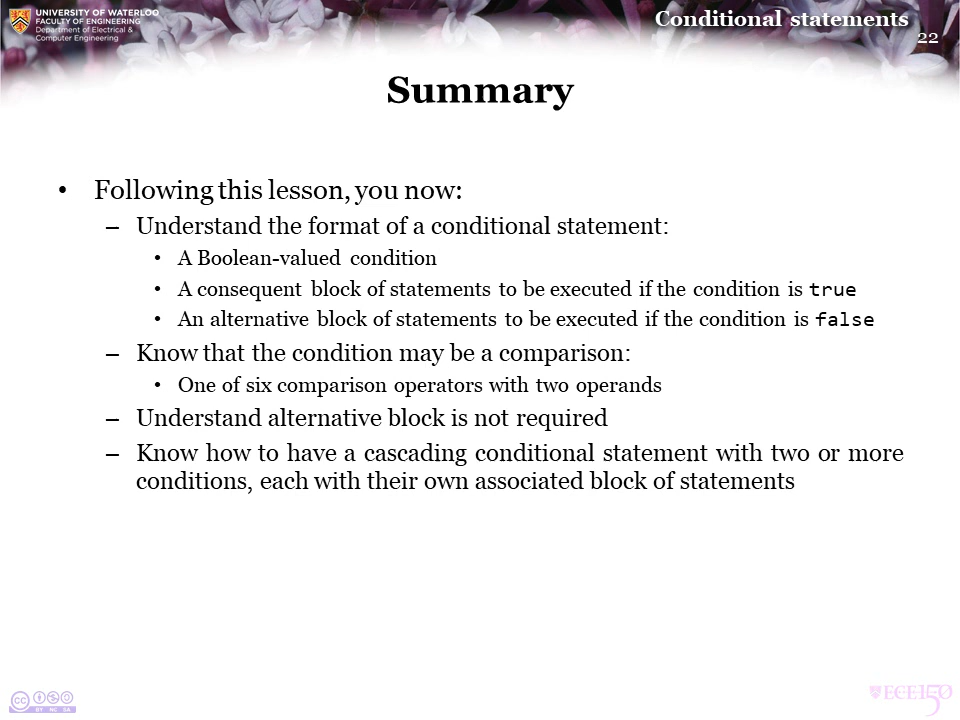 UNIVERSITY OF WATERLOO
FACULTY OF ENGINEERING
Department of Electrical &
Computer Engineering
Conditional statements
22
Summary
• Following this lesson, you now:
– Understand the format of a conditional statement:
• A Boolean-valued condition
• A consequent block of statements to be executed if the condition is true
• An alternative block of statements to be executed if the condition is false
– Know that the condition may be a comparison:
• One of six comparison operators with two operands
– Understand alternative block is not required
– Know how to have a cascading conditional statement with two or more
conditions, each with their own associated block of statements
cc
BY NC SA
ECE150